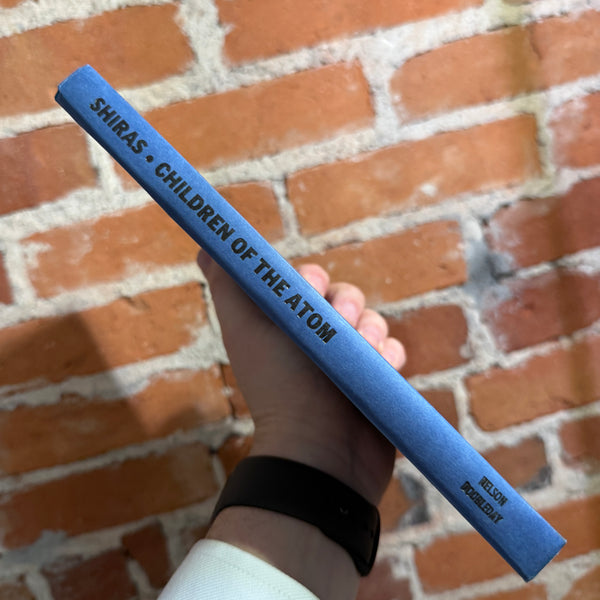 SHIRAS • CHILDREN OF THE ATOM
NELSON
DOUBLEDAY